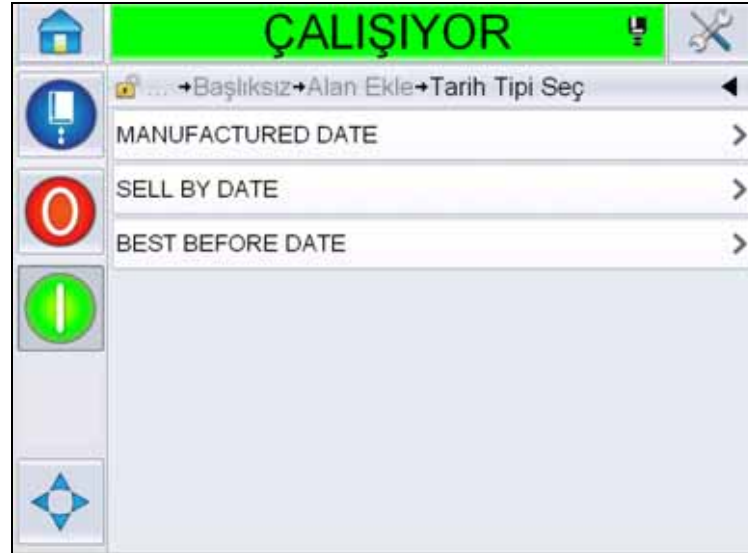 ÇALIŞIYOR
... →Başlıksız→Alan Ekle→Tarih Tipi Seç
MANUFACTURED DATE
SELL BY DATE
BEST BEFORE DATE